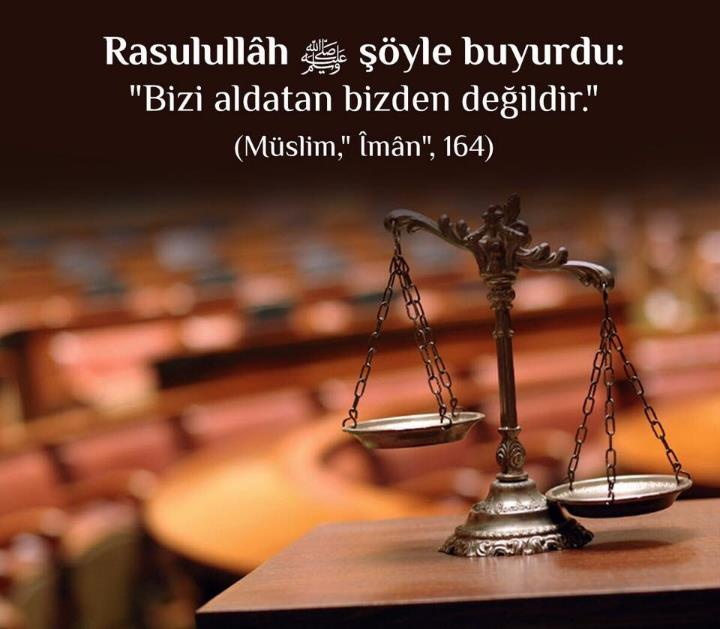 Rasulullâh ﷺ şöyle buyurdu:
"Bizi aldatan bizden değildir."
(Müslim," Îmân", 164)